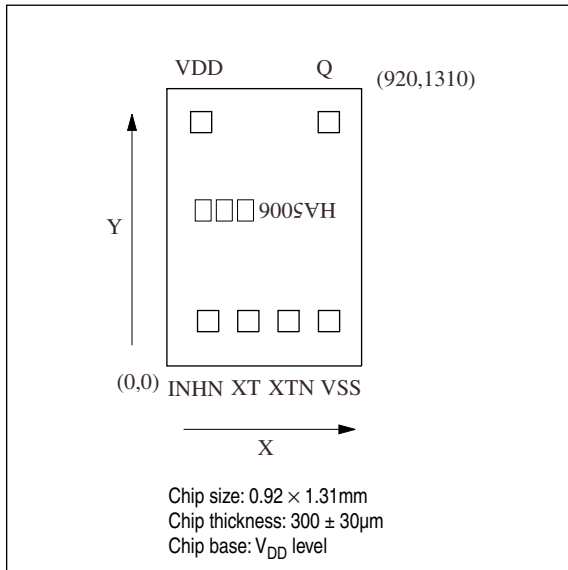 VDD Q (920,1310)
HA5006
Y
(0,0) INHN XT XTN VSS
X
Chip size: 0.92 × 1.31mm
Chip thickness: 300 ± 30µm
Chip base: VDD level